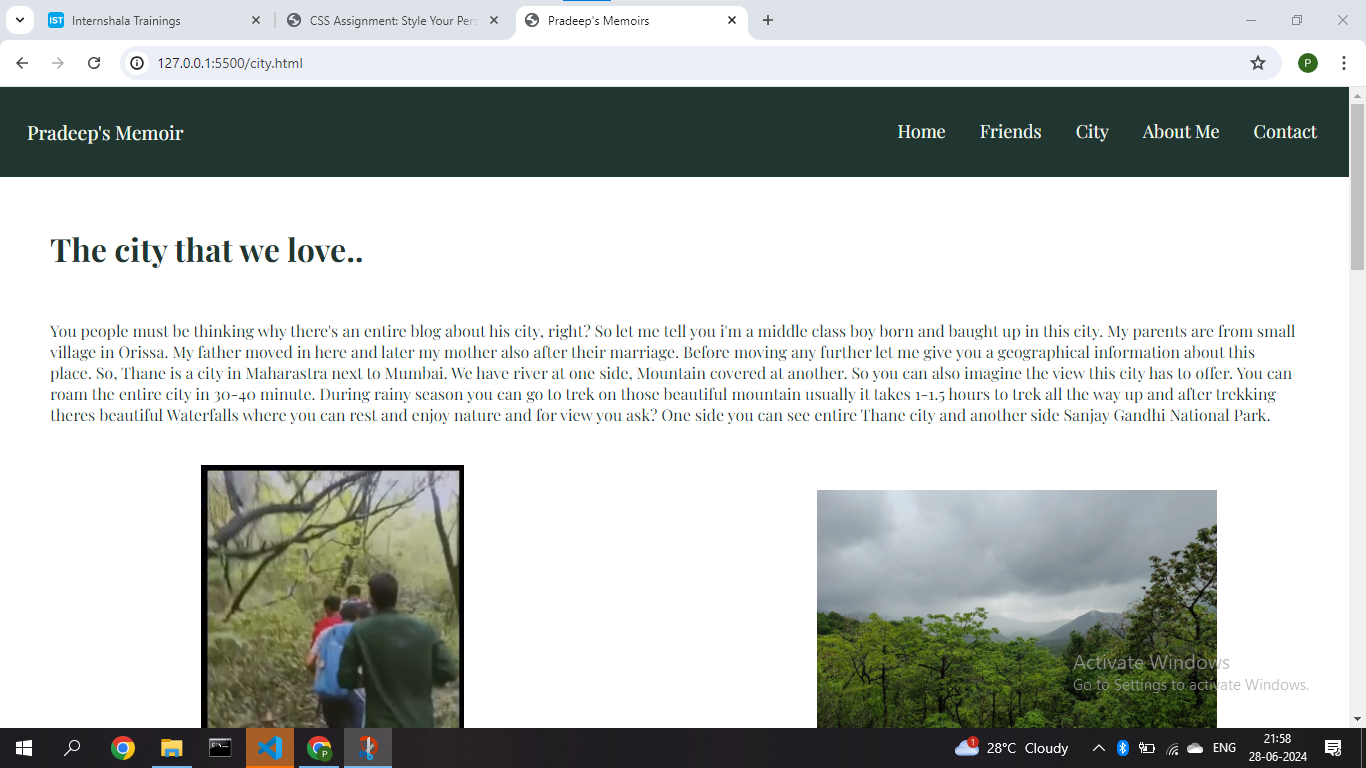 IST Internshala Trainings
CSS Assignment: Style Your Pers
Pradeep's Memoirs
127.0.0.1:5500/city.html
P
Pradeep's Memoir
Home Friends City About Me Contact
The city that we love..
You people must be thinking why there's an entire blog about his city, right? So let me tell you i'm a middle class boy born and baught up in this city. My parents are from small
village in Orissa. My father moved in here and later my mother also after their marriage. Before moving any further let me give you a geographical information about this
place. So, Thane is a city in Maharastra next to Mumbai. We have river at one side, Mountain covered at another. So you can also imagine the view this city has to offer. You can
roam the entire city in 30-40 minute. During rainy season you can go to trek on those beautiful mountain usually it takes 1-1.5 hours to trek all the way up and after trekking
theres beautiful Waterfalls where you can rest and enjoy nature and for view you ask? One side you can see entire Thane city and another side Sanjay Gandhi National Park.
Activate Windows
Go to Settings to activate Windows.
P
1
28°C Cloudy
ENG
21:58
28-06-2024